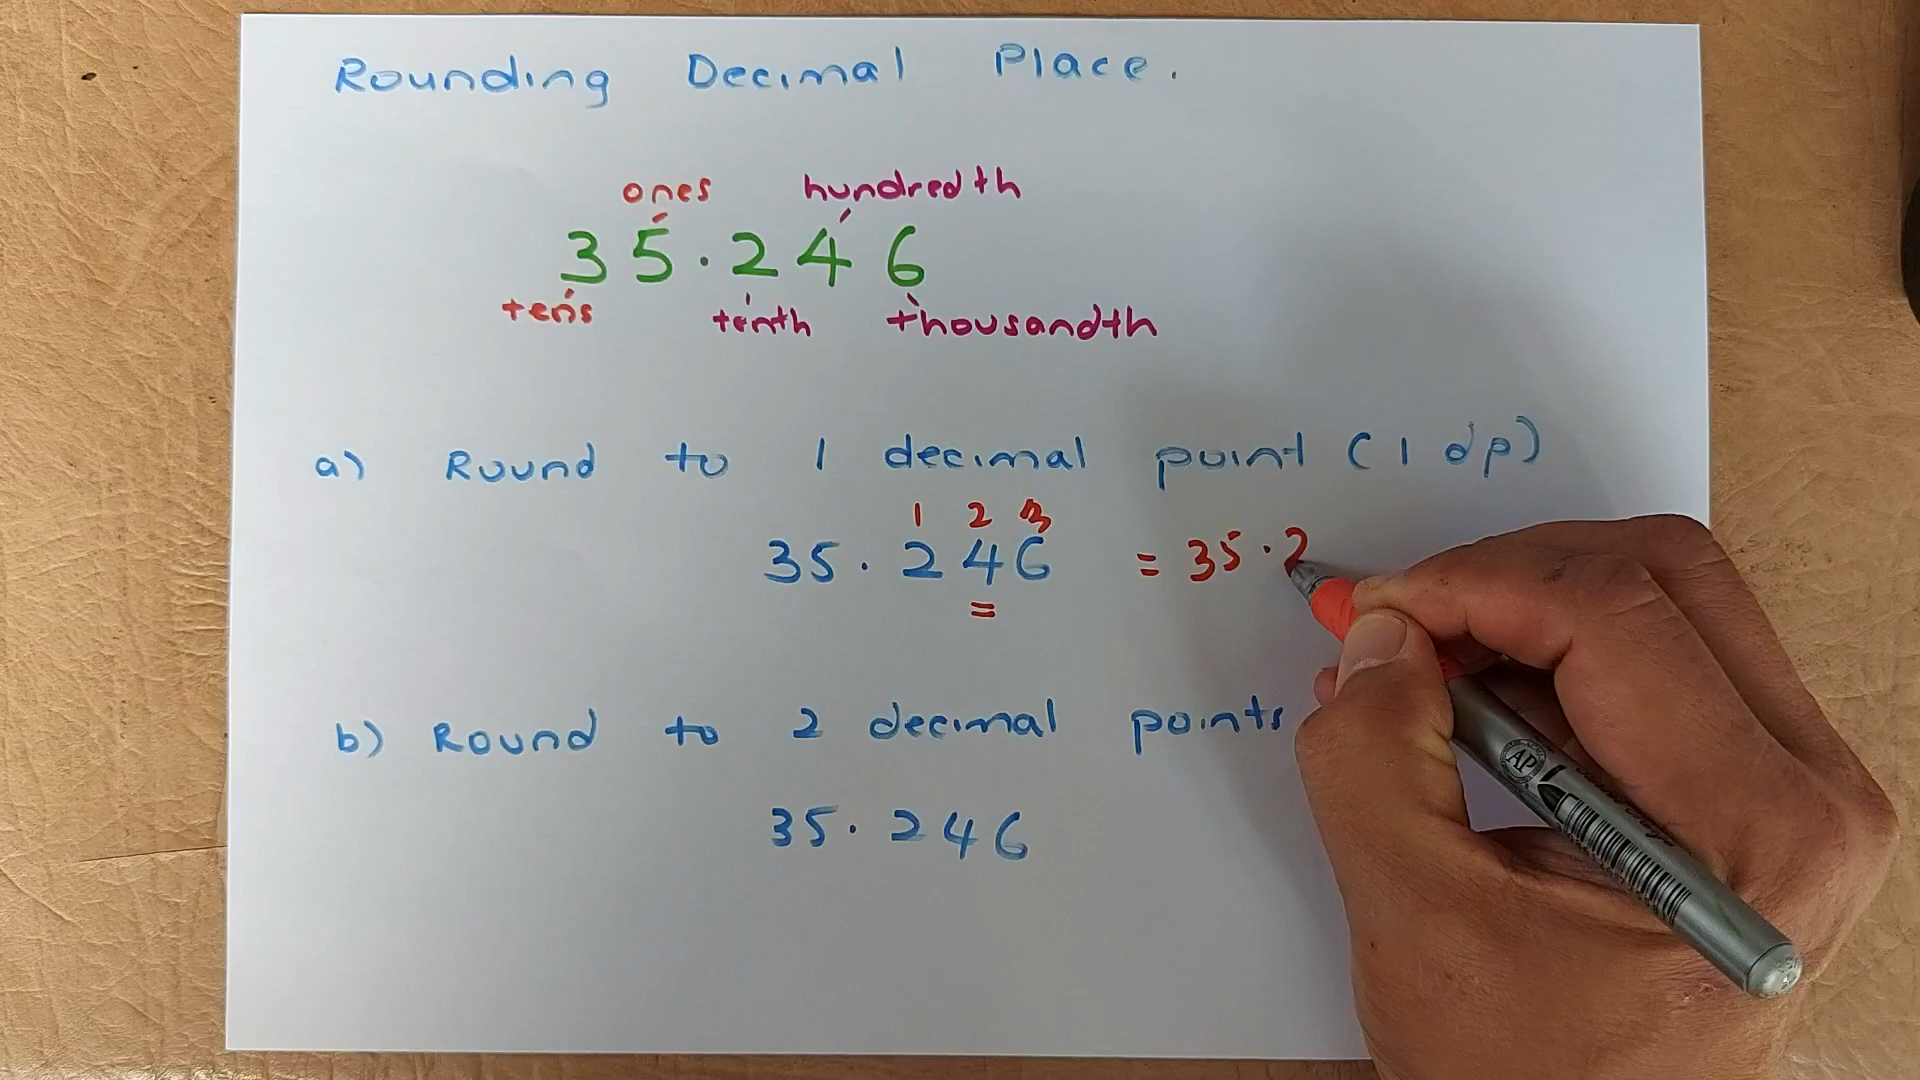 Rounding Decimal Place.
ones hundredth
35.246
tens tenth thousandth
a) Round to 1 decimal point (1 dp)
1 2 3
35.246 = 35.2
=
b) Round to 2 decimal points
35.246
AP